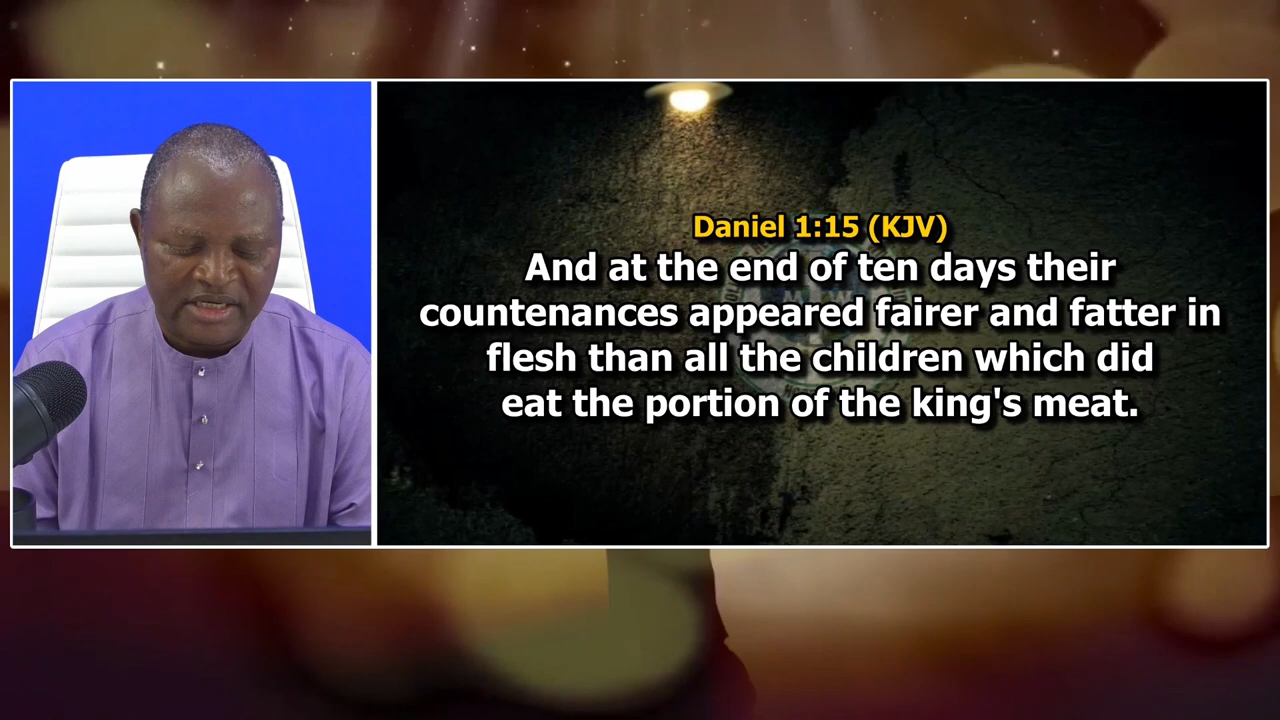 Daniel 1:15 (KJV)
And at the end of ten days their
countenances appeared fairer and fatter in
flesh than all the children which did
eat the portion of the king's meat.